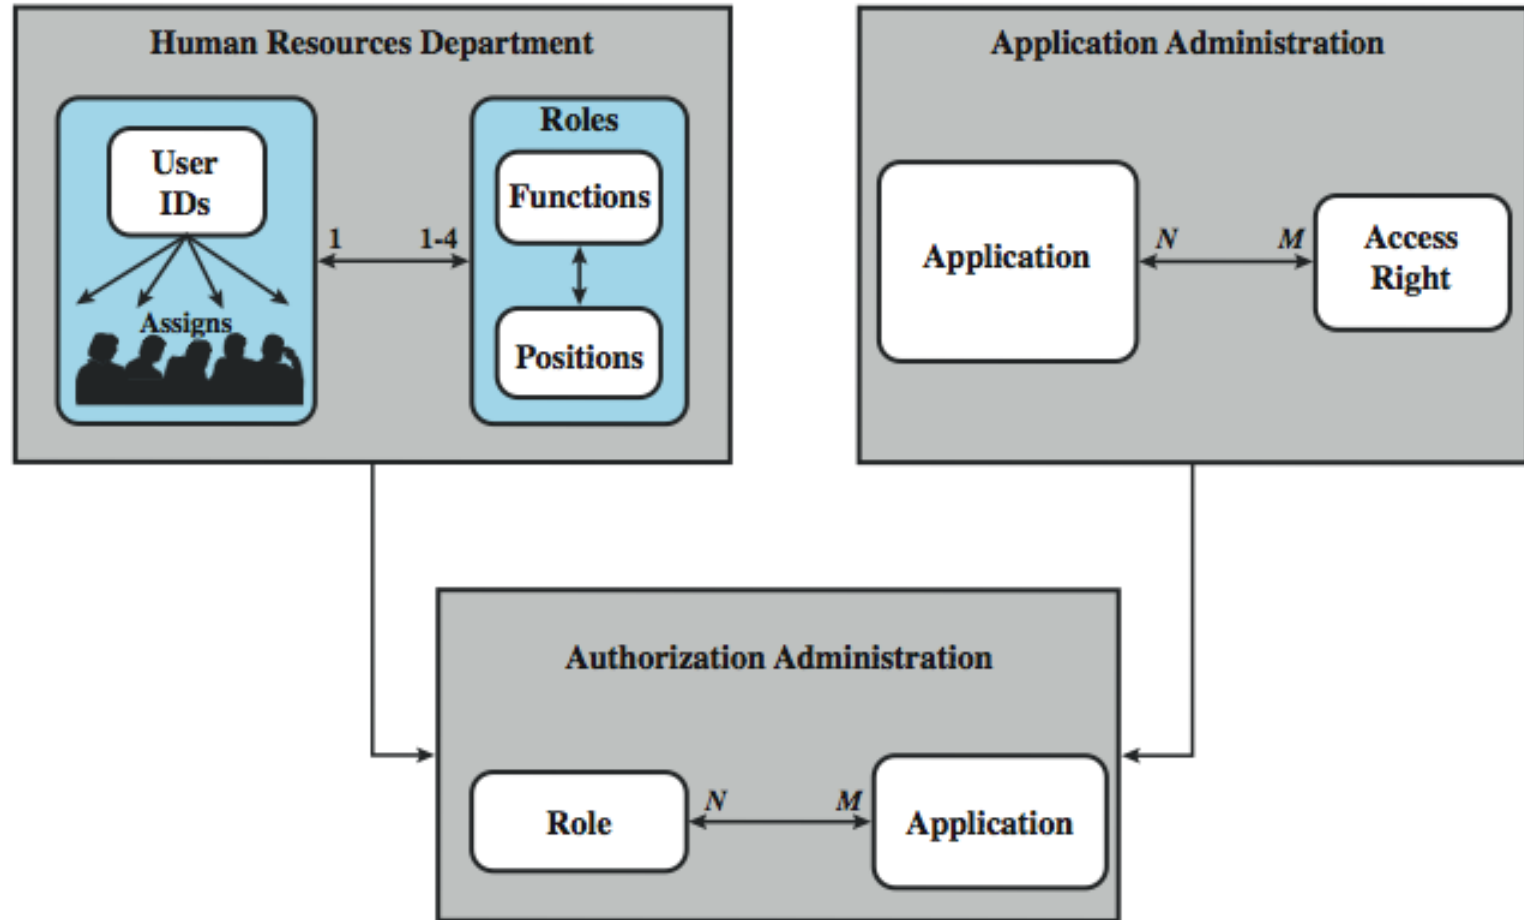 Human Resources Department
User
IDs
Assigns
1
1-4
Roles
Functions
Positions
Application Administration
Application
N
M
Access
Right
Authorization Administration
Role
N
M
Application